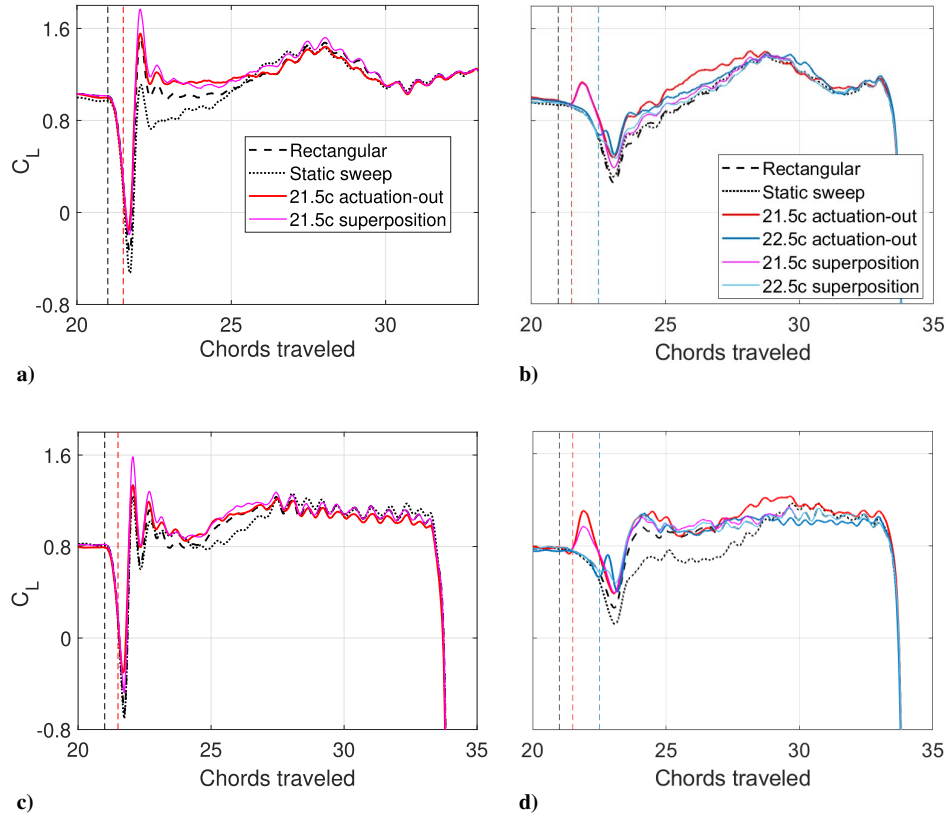 1.6
0.8
0
-0.8
C_L
20
25
30
Chords traveled
Rectangular
Static sweep
21.5c actuation-out
21.5c superposition
a)
20
25
30
35
Chords traveled
Rectangular
Static sweep
21.5c actuation-out
22.5c actuation-out
21.5c superposition
22.5c superposition
b)
1.6
0.8
0
-0.8
C_L
20
25
30
35
Chords traveled
c)
20
25
30
35
Chords traveled
d)